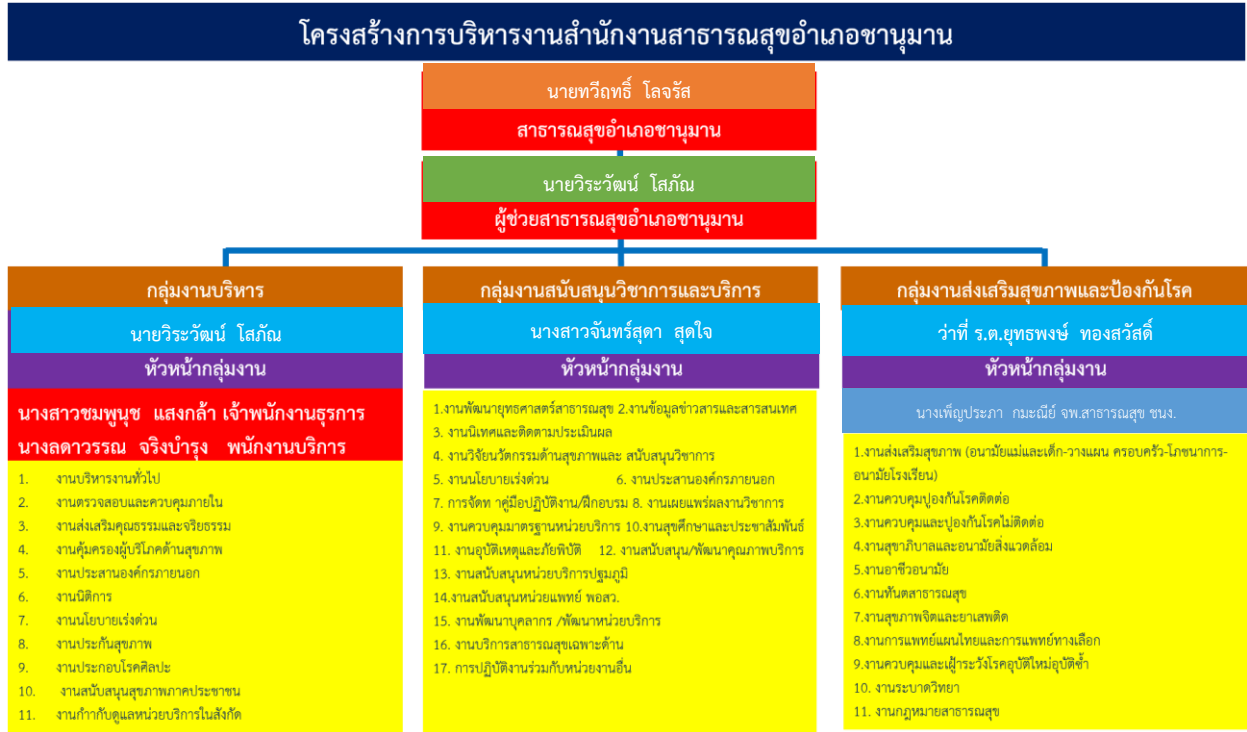 โครงสร้างการบริหารงานสำนักงานสาธารณสุขอำเภอชานุมาน
นายทวีฤทธิ์ โลจรัส
สาธารณสุขอำเภอชานุมาน
นายวิระวัฒน์ โสภัณ
ผู้ช่วยสาธารณสุขอำเภอชานุมาน
กลุ่มงานบริหาร
นายวิระวัฒน์ โสภัณ
หัวหน้ากลุ่มงาน
นางสาวชมพูนุช แสงกล้า เจ้าพนักงานธุรการ
นางลดาวรรณ จริงบำรุง พนักงานบริการ
1. งานบริหารงานทั่วไป
2. งานตรวจสอบและควบคุมภายใน
3. งานส่งเสริมคุณธรรมและจริยธรรม
4. งานคุ้มครองผู้บริโภคด้านสุขภาพ
5. งานประสานองค์กรภายนอก
6. งานนิติการ
7. งานนโยบายเร่งด่วน
8. งานประกันสุขภาพ
9. งานประกอบโรคศิลปะ
10. งานสนับสนุนสุขภาพภาคประชาชน
11. งานกำากับดูแลหน่วยบริการในสังกัด
กลุ่มงานสนับสนุนวิชาการและบริการ
นางสาวจันทร์สุดา สุดใจ
หัวหน้ากลุ่มงาน
1.งานพัฒนายุทธศาสตร์สาธารณสุข 2.งานข้อมูลข่าวสารและสารสนเทศ
3. งานนิเทศและติดตามประเมินผล
4. งานวิจัยนวัตกรรมด้านสุขภาพและ สนับสนุนวิชาการ
5. งานนโยบายเร่งด่วน 6. งานประสานองค์กรภายนอก
7. การจัดท าคู่มือปฏิบัติงาน/ฝึกอบรม 8. งานเผยแพร่ผลงานวิชาการ
9. งานควบคุมมาตรฐานหน่วยบริการ 10.งานสุขศึกษาและประชาสัมพันธ์
11. งานอุบัติเหตุและภัยพิบัติ 12. งานสนับสนุน/พัฒนาคุณภาพบริการ
13. งานสนับสนุนหน่วยบริการปฐมภูมิ
14.งานสนับสนุนหน่วยแพทย์ พอสว.
15. งานพัฒนาบุคลากร /พัฒนาหน่วยบริการ
16. งานบริการสาธารณสุขเฉพาะด้าน
17. การปฏิบัติงานร่วมกับหน่วยงานอื่น
กลุ่มงานส่งเสริมสุขภาพและป้องกันโรค
ว่าที่ ร.ต.ยุทธพงษ์ ทองสวัสดิ์
หัวหน้ากลุ่มงาน
นางเพ็ญประภา กมะณีย์ จพ.สาธารณสุข ชนง.
1.งานส่งเสริมสุขภาพ (อนามัยแม่และเด็ก-วางแผน ครอบครัว-โภชนาการ-
อนามัยโรงเรียน)
2.งานควบคุมปูองกันโรคติดต่อ
3.งานควบคุมและปูองกันโรคไม่ติดต่อ
4.งานสุขาภิบาลและอนามัยสิ่งแวดล้อม
5.งานอาชีวอนามัย
6.งานทันตสาธารณสุข
7.งานสุขภาพจิตและยาเสพติด
8.งานการแพทย์แผนไทยและการแพทย์ทางเลือก
9.งานควบคุมและเฝ้าระวังโรคอุบัติใหม่อุบัติซ้ำ
10. งานระบาดวิทยา
11. งานกฎหมายสาธารณสุข